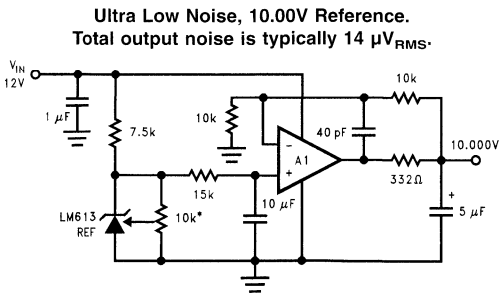 Ultra Low Noise, 10.00V Reference.
Total output noise is typically 14 μVRMS.
VIN
12V
1 μF
7.5k
10k
10k
40 pF
A1
−
+
10.000V
332Ω
15k
10 μF
+
5 μF
LM613
REF
10k*